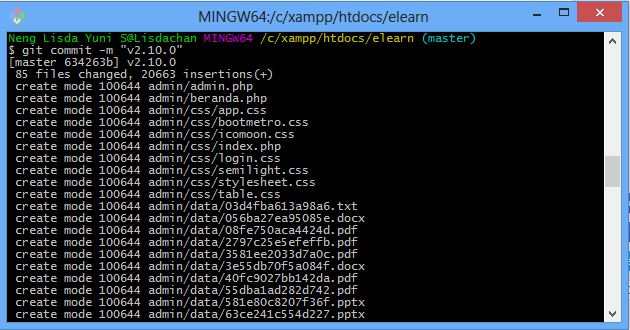 MINGW64:/c/xampp/htdocs/elearn
Neng Lisda Yuni S@Lisdachan MINGW64 /c/xampp/htdocs/elearn (master)
$ git commit -m "v2.10.0"
[master 634263b] v2.10.0
85 files changed, 20663 insertions(+)
create mode 100644 admin/admin.php
create mode 100644 admin/beranda.php
create mode 100644 admin/css/app.css
create mode 100644 admin/css/bootmetro.css
create mode 100644 admin/css/icomoon.css
create mode 100644 admin/css/index.php
create mode 100644 admin/css/login.css
create mode 100644 admin/css/semilight.css
create mode 100644 admin/css/stylesheet.css
create mode 100644 admin/css/table.css
create mode 100644 admin/data/03d4fba613a98a6.txt
create mode 100644 admin/data/056ba27ea95085e.docx
create mode 100644 admin/data/08fe750aca4424d.pdf
create mode 100644 admin/data/2797c25e5efeffb.pdf
create mode 100644 admin/data/3581ee2033d7a0c.pdf
create mode 100644 admin/data/3e55db70f5a084f.docx
create mode 100644 admin/data/40fc9027bb142da.pdf
create mode 100644 admin/data/55dba1ad282d742.pdf
create mode 100644 admin/data/581e80c8207f36f.pptx
create mode 100644 admin/data/63ce241c554d227.pptx